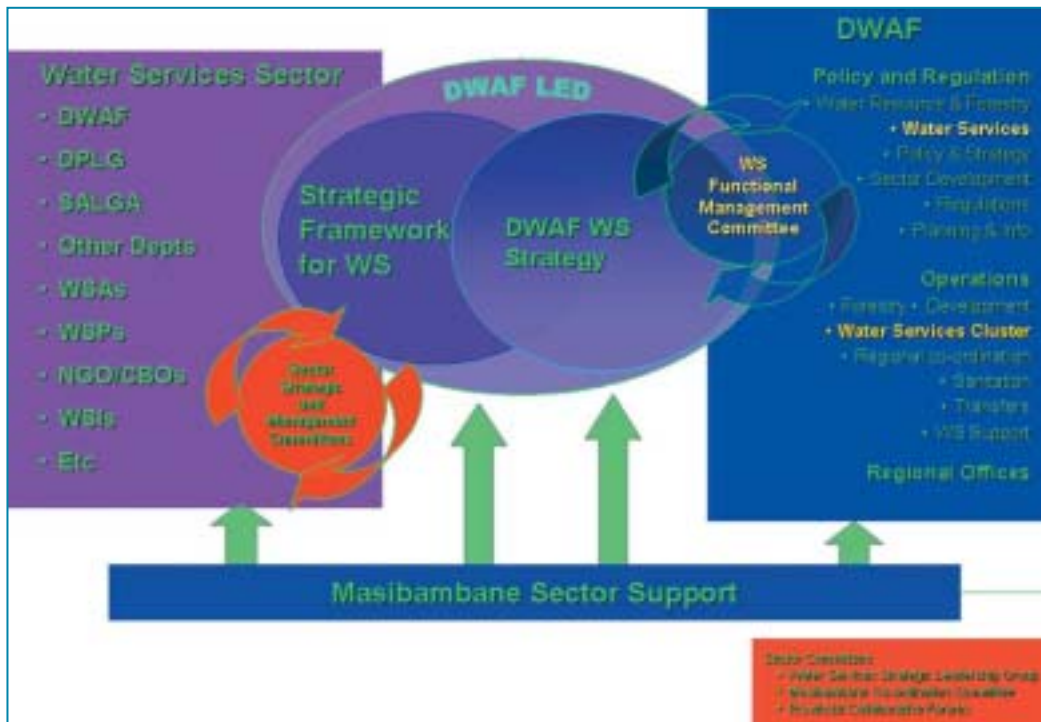 Water Services Sector
• DWAF
• DPLG
• SALGA
• Other Depts
• WSAs
• WSPs
• NGO/CBOs
• WSIs
• Etc
DWAF LED
Strategic
Framework
for WS
DWAF WS
Strategy
WS
Functional
Management
Committee
Sector
Strategic
and
Management
Committees
DWAF
Policy and Regulation
• Water Resource & Forestry
• Water Services
• Policy & Strategy
• Sector Development
• Regulations
• Planning & Info
Operations
• Forestry • Development
• Water Services Cluster
• Regional co-ordination
• Sanitation
• Transfers
• WS Support
Regional Offices
Masibambane Sector Support
Sector Committees
• Water Services Strategic Leadership Group
• Masibambane Co-ordination Committee
• Provincial Collaborative Forums